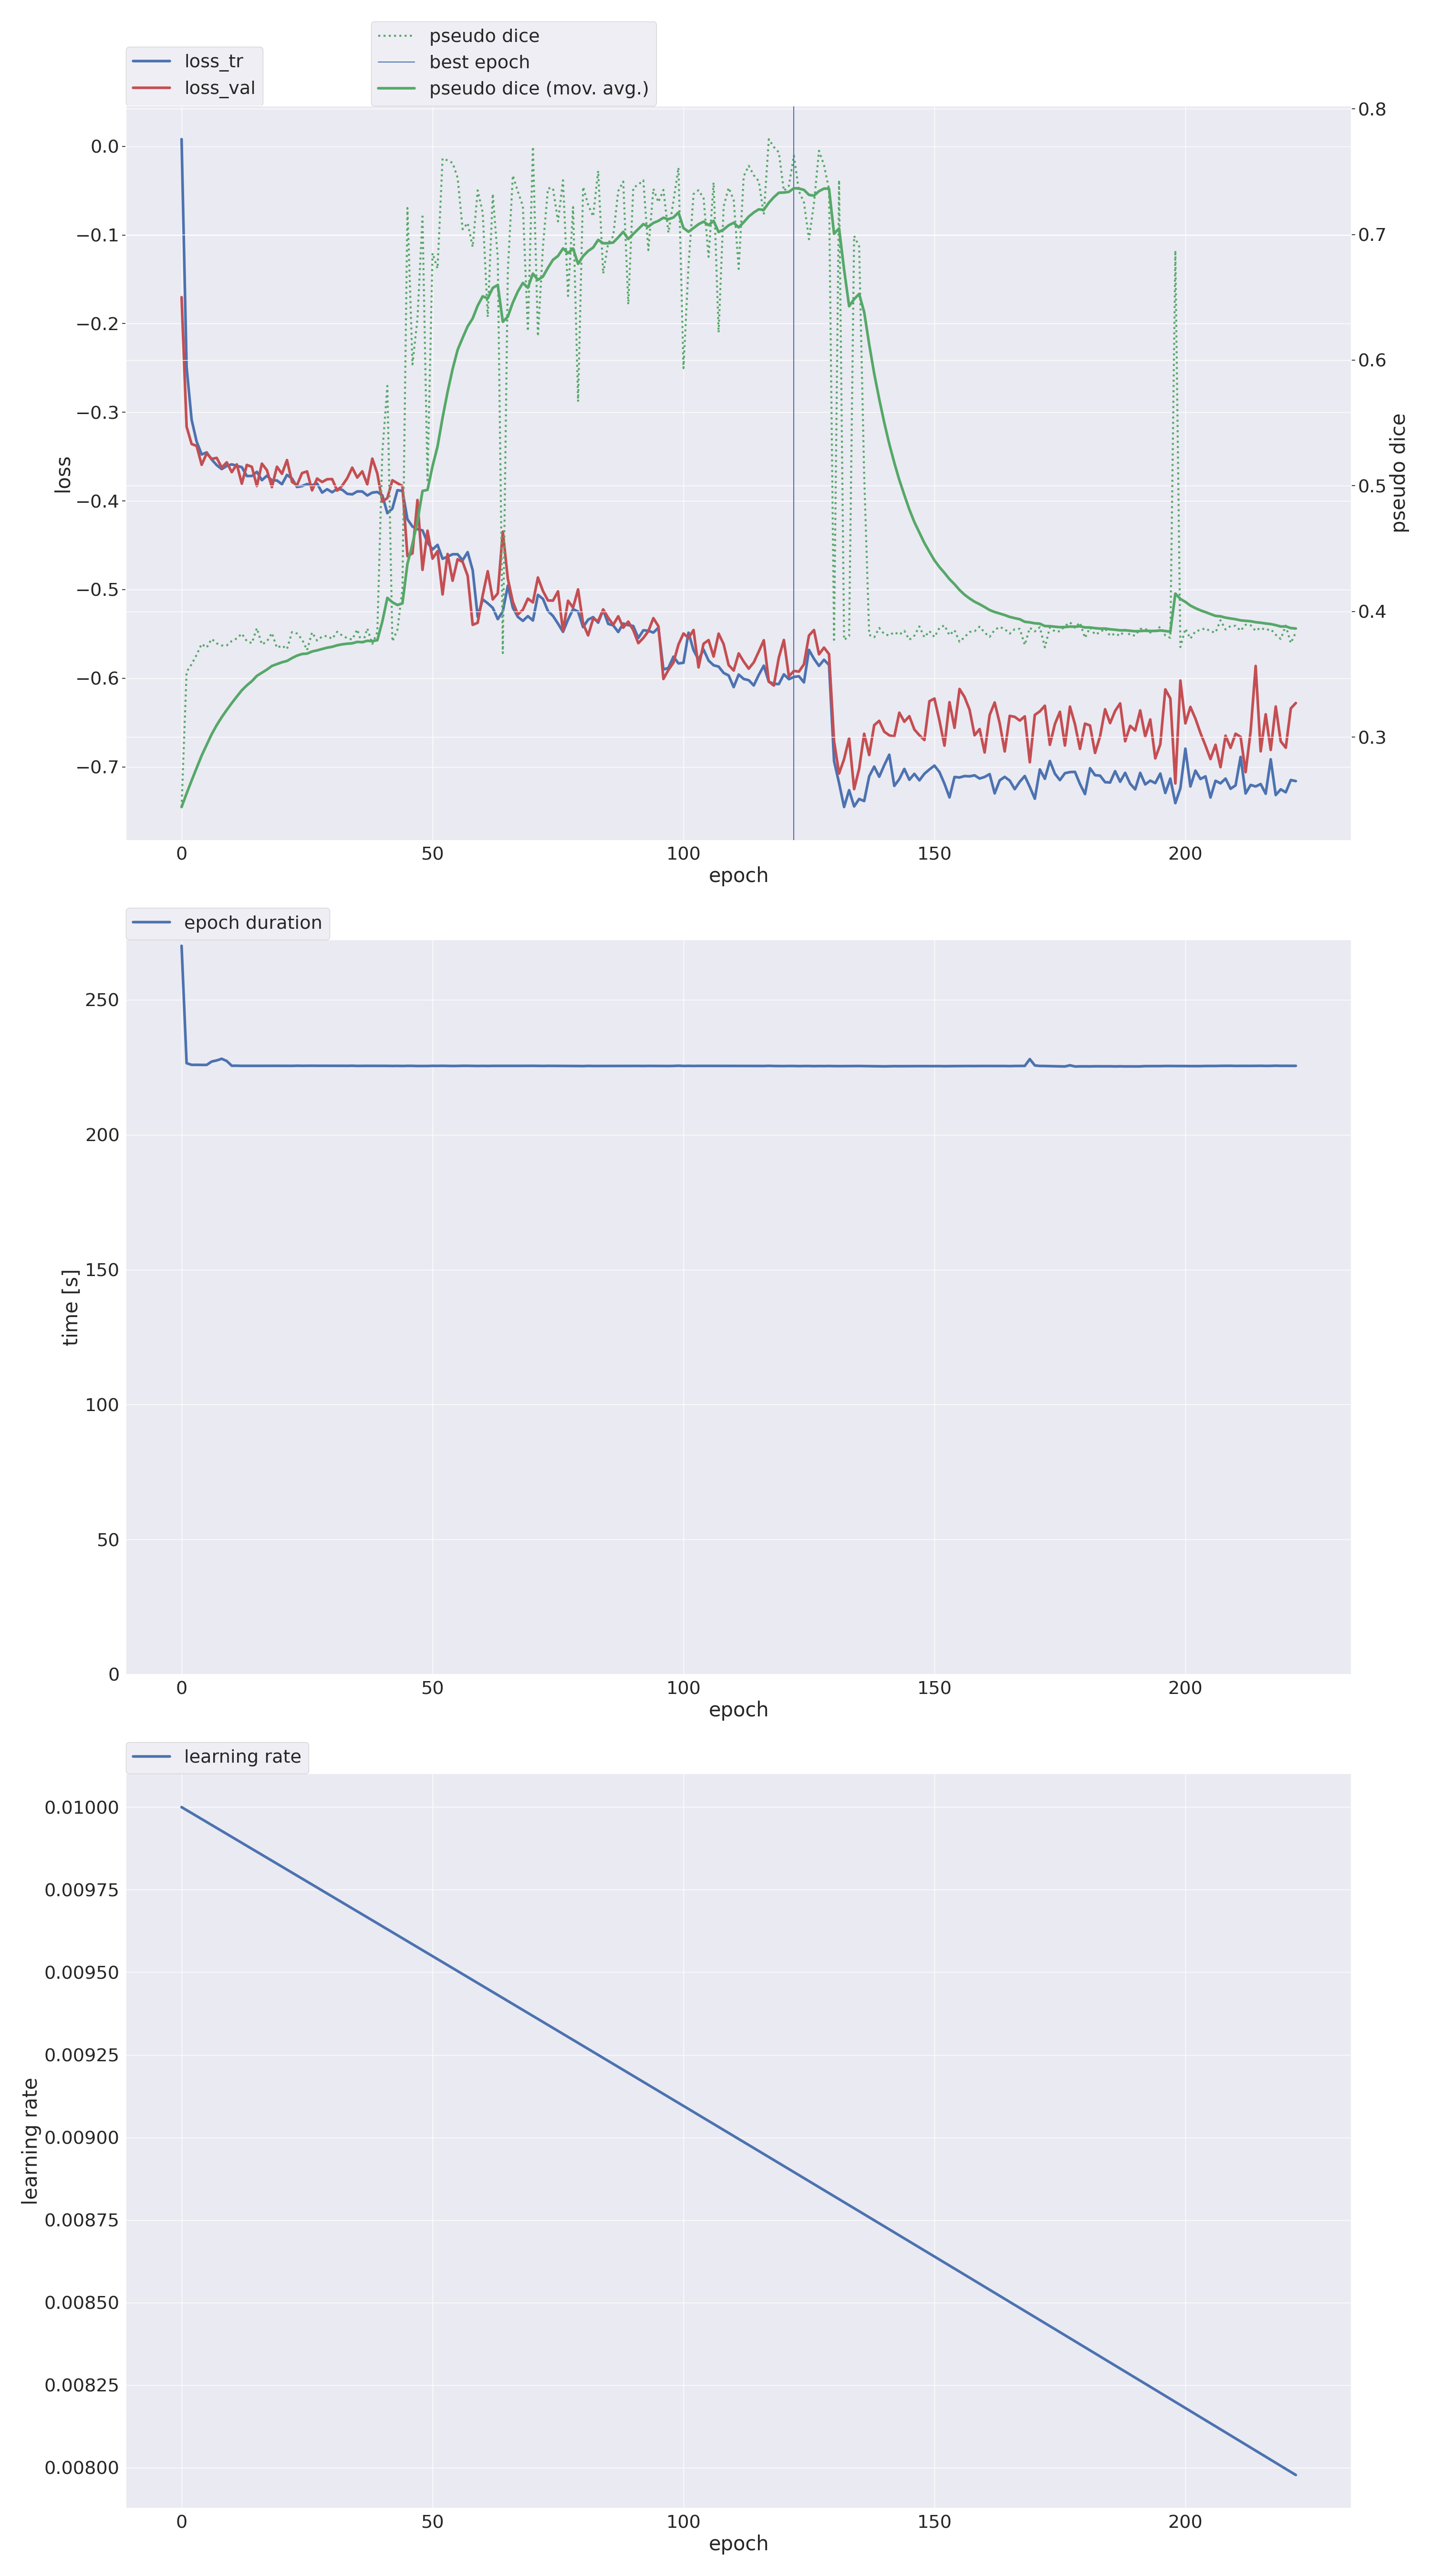 loss_tr
loss_val
pseudo dice
best epoch
pseudo dice (mov. avg.)
0.0
−0.1
−0.2
−0.3
−0.4
−0.5
−0.6
−0.7
loss
0.8
0.7
0.6
0.5
0.4
0.3
pseudo dice
0 50 100 150 200
epoch
epoch duration
250
200
150
100
50
0
time [s]
0 50 100 150 200
epoch
learning rate
0.01000
0.00975
0.00950
0.00925
0.00900
0.00875
0.00850
0.00825
0.00800
learning rate
0 50 100 150 200
epoch